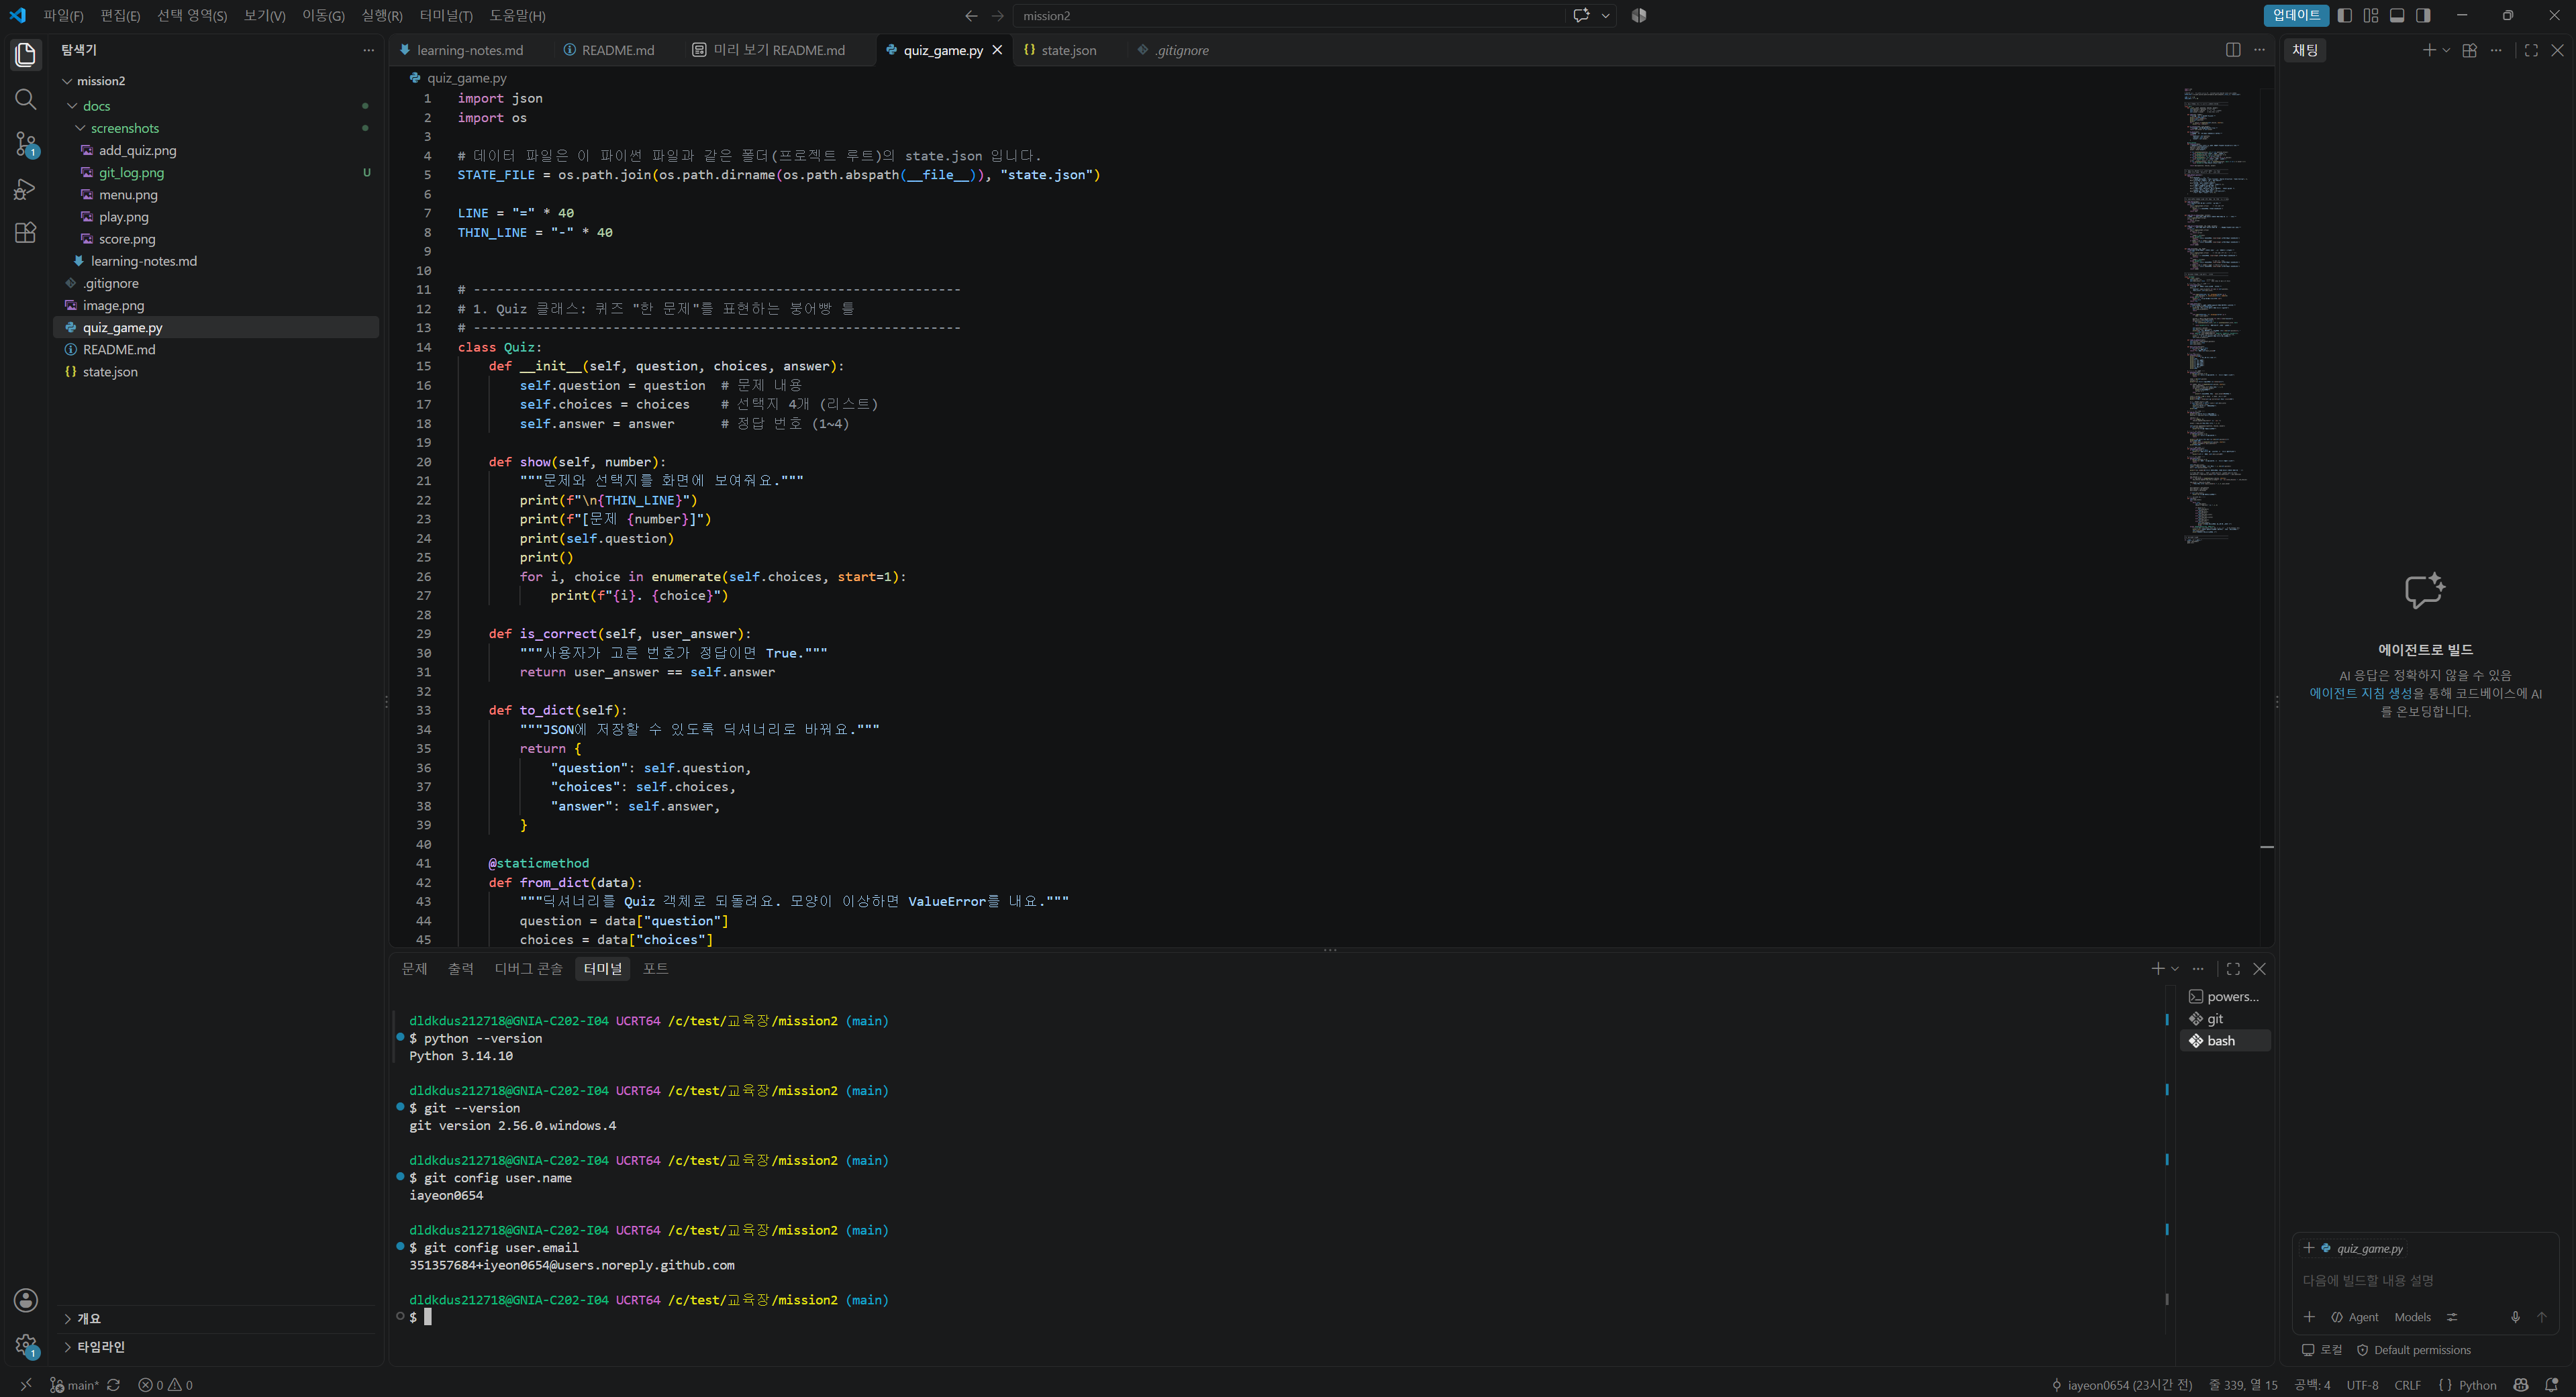 파일(F) 편집(E) 선택 영역(S) 보기(V) 이동(G) 실행(R) 터미널(T) 도움말(H)
mission2
업데이트
탐색기
mission2
docs
screenshots
add_quiz.png
git_log.png U
menu.png
play.png
score.png
learning-notes.md
.gitignore
image.png
quiz_game.py
README.md
state.json
개요
타임라인
learning-notes.md README.md 미리 보기 README.md quiz_game.py state.json .gitignore
quiz_game.py
1 import json
2 import os
3
4 # 데이터 파일은 이 파이썬 파일과 같은 폴더(프로젝트 루트)의 state.json 입니다.
5 STATE_FILE = os.path.join(os.path.dirname(os.path.abspath(__file__)), "state.json")
6
7 LINE = "=" * 40
8 THIN_LINE = "-" * 40
9
10
11 # ---------------------------------------------------------------
12 # 1. Quiz 클래스: 퀴즈 "한 문제"를 표현하는 붕어빵 틀
13 # ---------------------------------------------------------------
14 class Quiz:
15 def __init__(self, question, choices, answer):
16 self.question = question # 문제 내용
17 self.choices = choices # 선택지 4개 (리스트)
18 self.answer = answer # 정답 번호 (1~4)
19
20 def show(self, number):
21 """문제와 선택지를 화면에 보여줘요."""
22 print(f"\n{THIN_LINE}")
23 print(f"[문제 {number}]")
24 print(self.question)
25 print()
26 for i, choice in enumerate(self.choices, start=1):
27 print(f"{i}. {choice}")
28
29 def is_correct(self, user_answer):
30 """사용자가 고른 번호가 정답이면 True."""
31 return user_answer == self.answer
32
33 def to_dict(self):
34 """JSON에 저장할 수 있도록 딕셔너리로 바꿔요."""
35 return {
36 "question": self.question,
37 "choices": self.choices,
38 "answer": self.answer,
39 }
40
41 @staticmethod
42 def from_dict(data):
43 """딕셔너리를 Quiz 객체로 되돌려요. 모양이 이상하면 ValueError를 내요."""
44 question = data["question"]
45 choices = data["choices"]
문제 출력 디버그 콘솔 터미널 포트
dldkdus212718@GNIA-C202-I04 UCRT64 /c/test/교육장/mission2 (main)
$ python --version
Python 3.14.10
dldkdus212718@GNIA-C202-I04 UCRT64 /c/test/교육장/mission2 (main)
$ git --version
git version 2.56.0.windows.4
dldkdus212718@GNIA-C202-I04 UCRT64 /c/test/교육장/mission2 (main)
$ git config user.name
iayeon0654
dldkdus212718@GNIA-C202-I04 UCRT64 /c/test/교육장/mission2 (main)
$ git config user.email
351357684+iyeon0654@users.noreply.github.com
dldkdus212718@GNIA-C202-I04 UCRT64 /c/test/교육장/mission2 (main)
$
powers...
git
bash
채팅
에이전트로 빌드
AI 응답은 정확하지 않을 수 있음
에이전트 지침 생성을 통해 코드베이스에 AI
를 온보딩합니다.
quiz_game.py
다음에 빌드할 내용 설명
Agent Models
로컬 Default permissions
main* 0 0
iayeon0654 (23시간 전) 줄 339, 열 15 공백: 4 UTF-8 CRLF { } Python